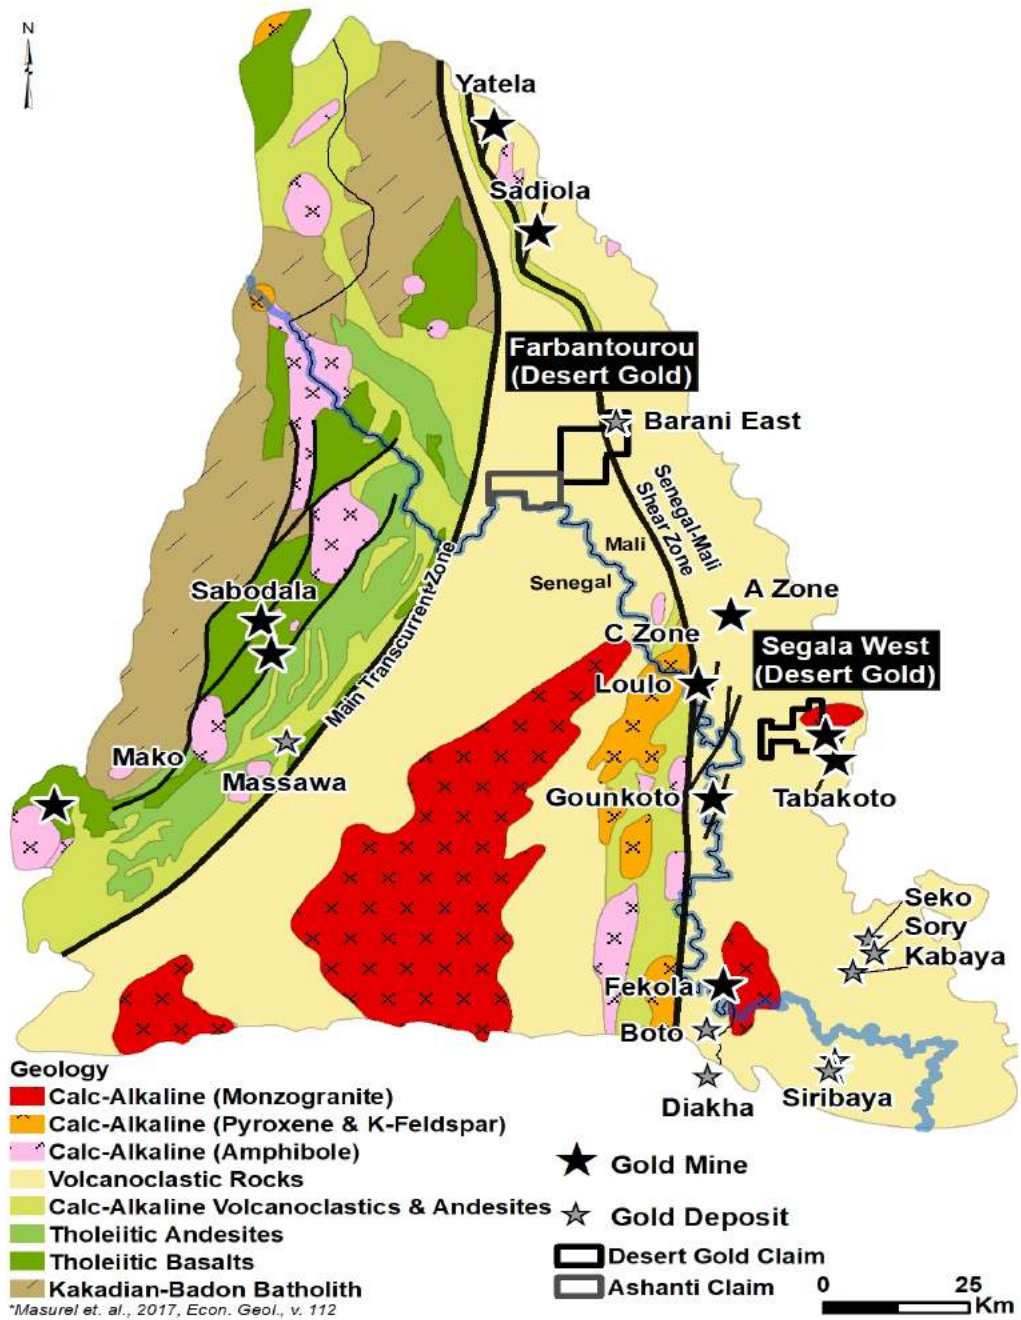 N
Yatela
Sadiola
Farbantourou
(Desert Gold)
Barani East
Senegal-Mali
Shear Zone
Mali
Senegal
Main Transcurrent Zone
Sabodala
A Zone
C Zone
Segala West
(Desert Gold)
Loulo
Mako
Massawa
Gounkoto
Tabakoto
Seko
Sory
Kabaya
Fekola
Boto
Diakha
Siribaya
Geology
Calc-Alkaline (Monzogranite)
Calc-Alkaline (Pyroxene & K-Feldspar)
Calc-Alkaline (Amphibole)
Volcanoclastic Rocks
Calc-Alkaline Volcanoclastics & Andesites
Tholeiitic Andesites
Tholeiitic Basalts
Kakadian-Badon Batholith
*Masurel et. al., 2017, Econ. Geol., v. 112
Gold Mine
Gold Deposit
Desert Gold Claim
Ashanti Claim
0 25
Km